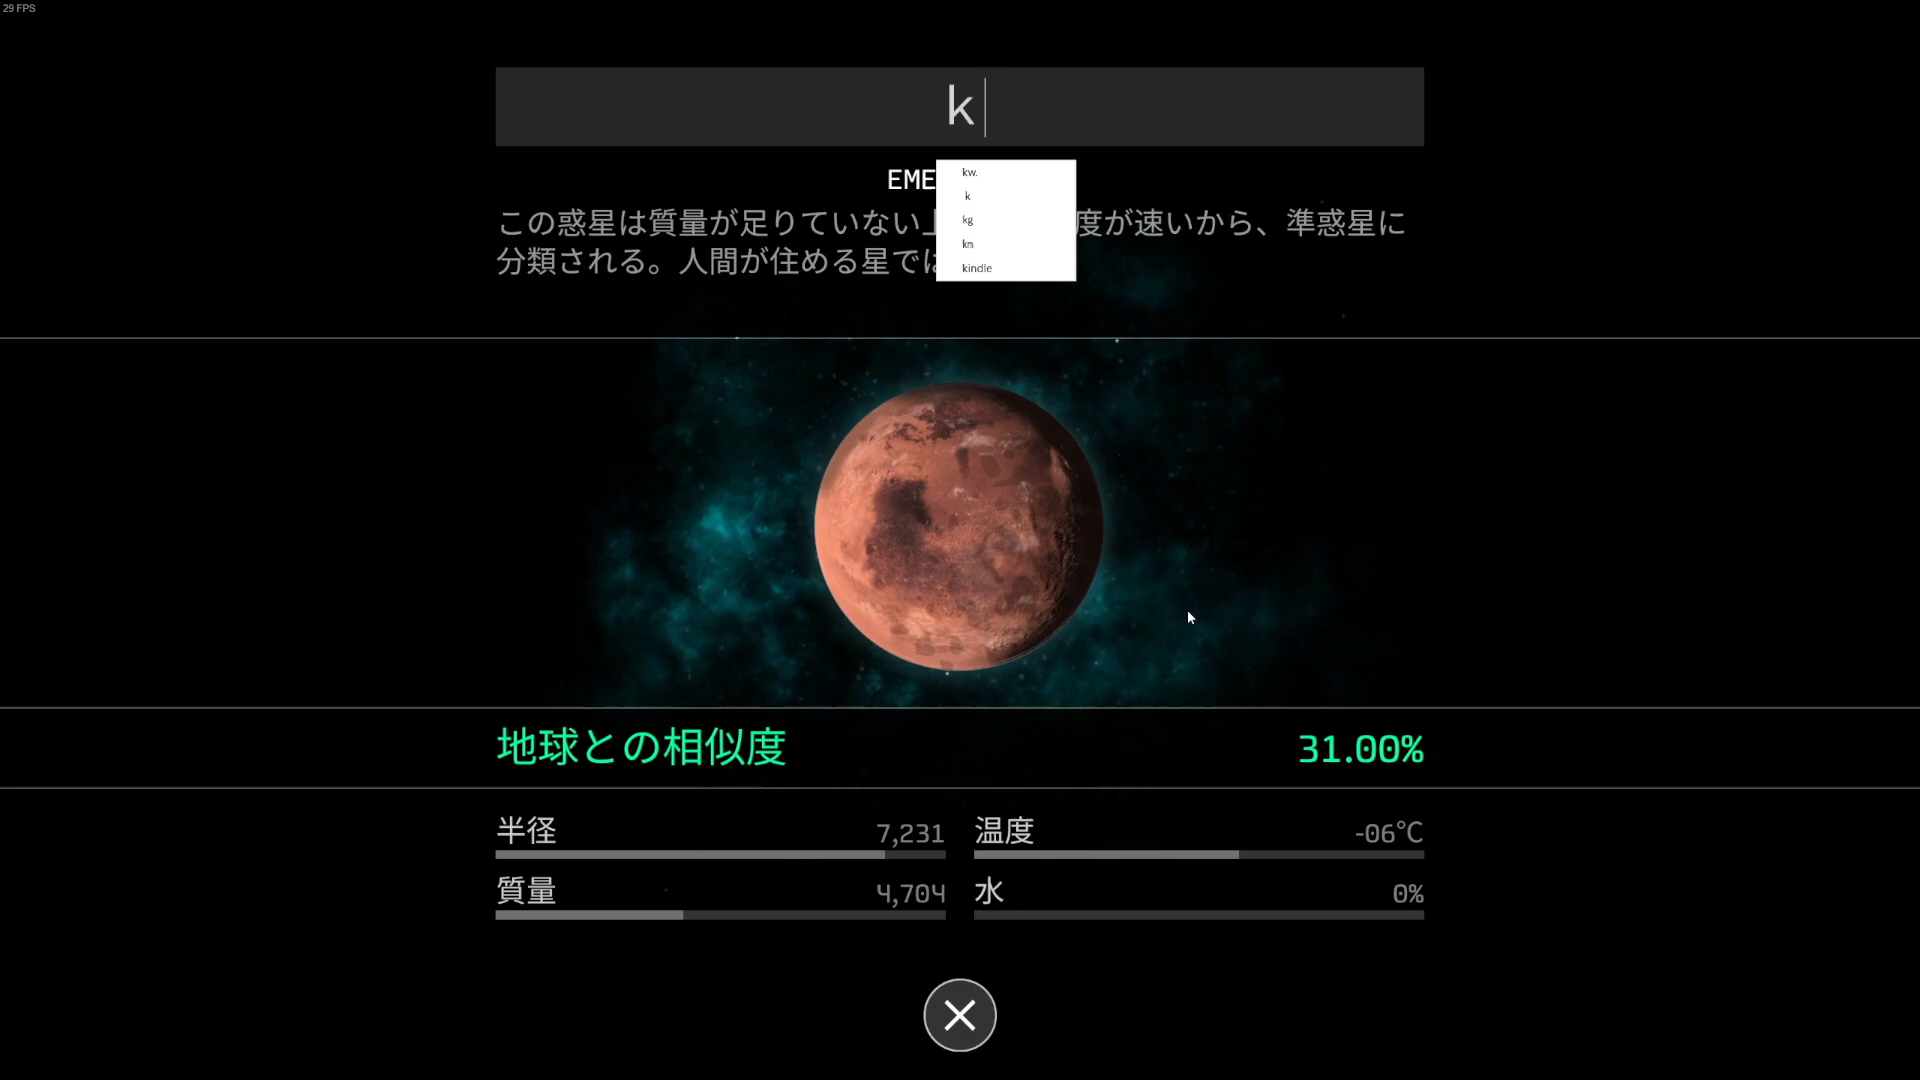 29 FPS
k
EME
kw.
k
kg
km
kindle
この惑星は質量が足りていない 度が速いから、準惑星に
分類される。人間が住める星で
地球との相似度 31.00%
半径 7,231 温度 -06℃
質量 4,704 水 0%